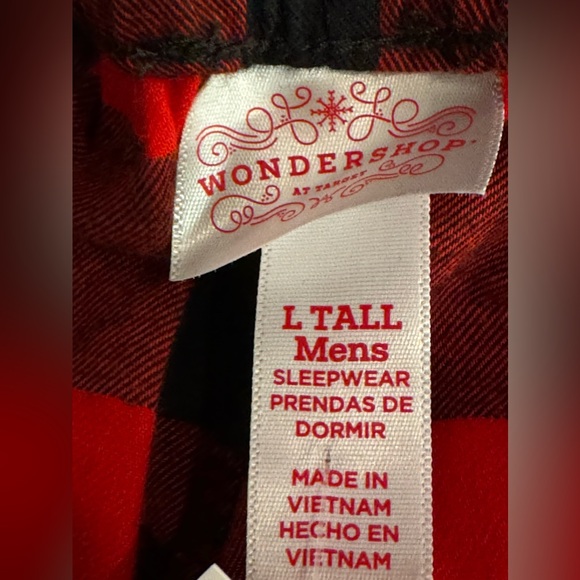 WONDERSHOP
AT TARGET
L TALL
Mens
SLEEPWEAR
PRENDAS DE
DORMIR
MADE IN
VIETNAM
HECHO EN
VIETNAM